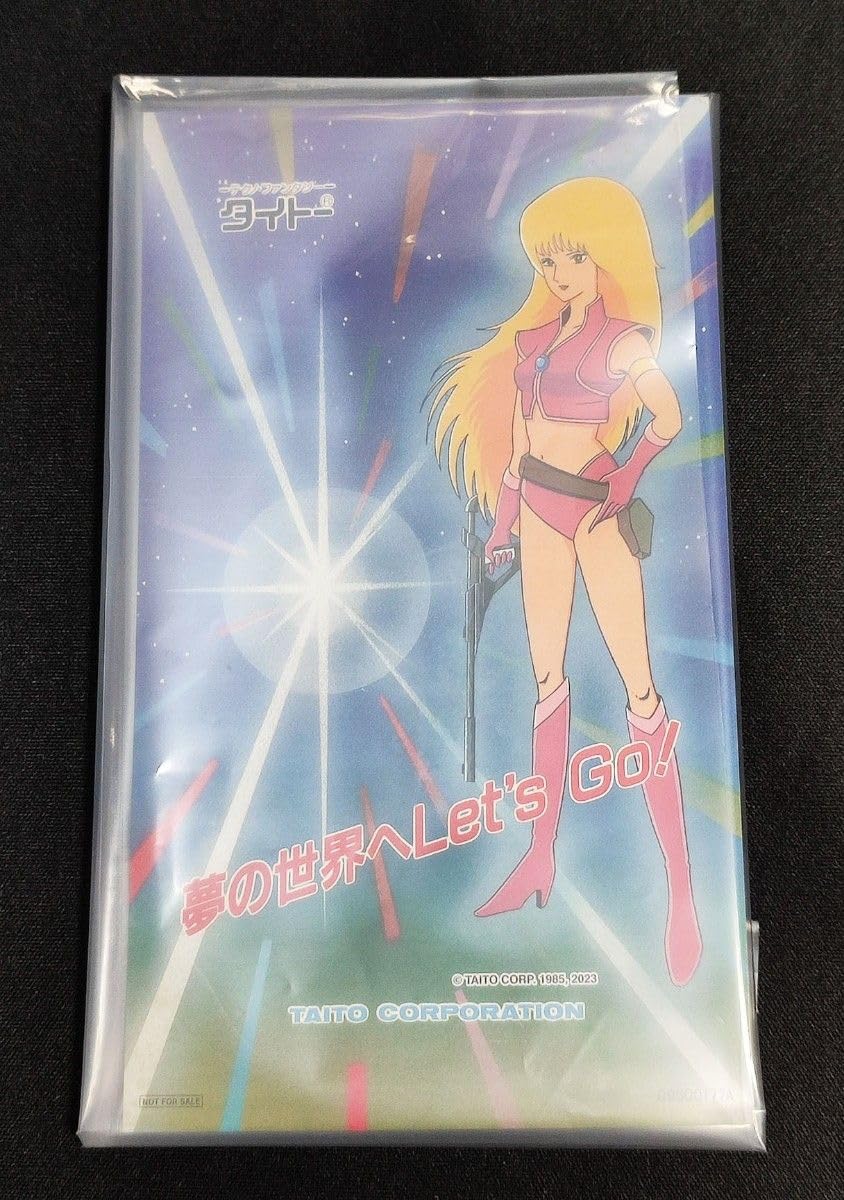 テクノファンタジー
タイトー®
夢の世界へLet's Go!
© TAITO CORP. 1985, 2023
TAITO CORPORATION
NOT FOR SALE